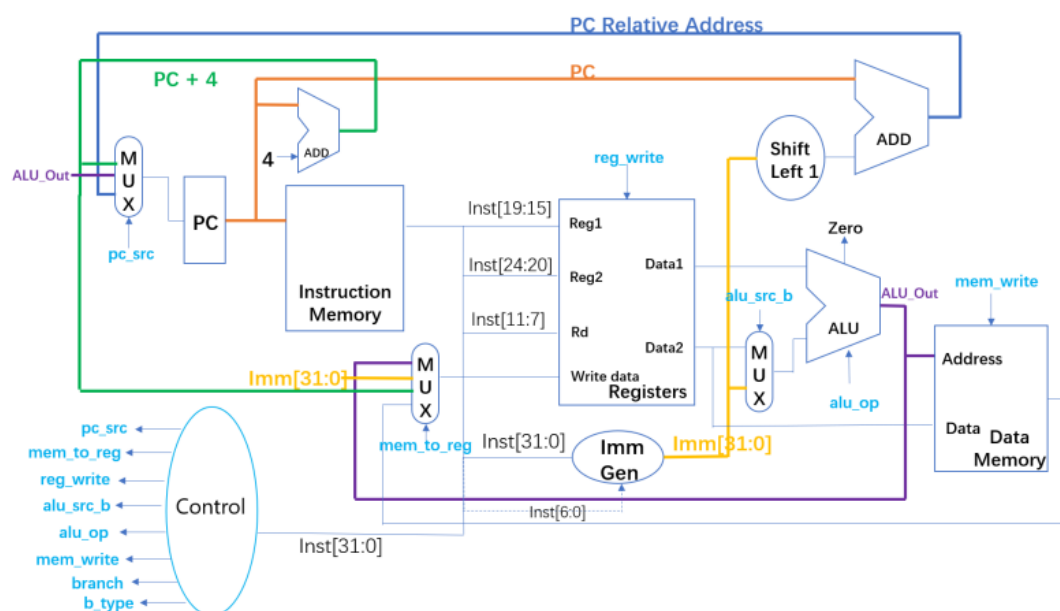 PC Relative Address
PC + 4
PC
4
ADD
ADD
Shift
Left 1
ALU_Out
M
U
X
pc_src
PC
Instruction
Memory
Inst[19:15]
Inst[24:20]
Inst[11:7]
reg_write
Reg1
Reg2
Rd
Write data
Data1
Data2
Registers
Zero
ALU
ALU_Out
alu_op
alu_src_b
M
U
X
mem_write
Address
Data
Data
Memory
Imm[31:0]
M
U
X
mem_to_reg
Inst[31:0]
Imm
Gen
Imm[31:0]
Inst[6:0]
Inst[31:0]
Control
pc_src
mem_to_reg
reg_write
alu_src_b
alu_op
mem_write
branch
b_type